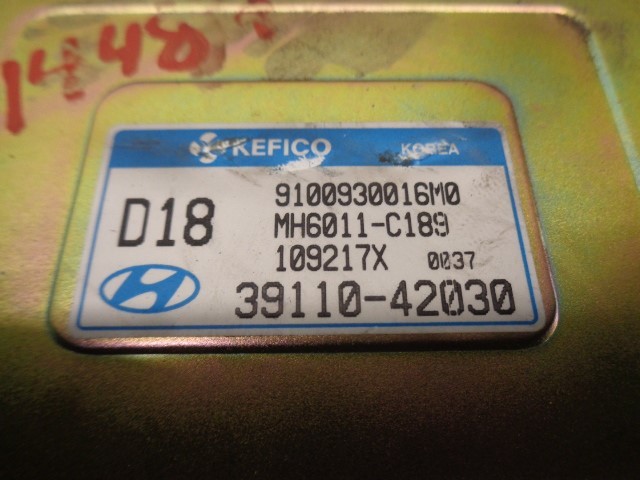 1448
KEFICO KOREA
D18
9100930016M0
MH6011-C189
109217X 0037
39110-42030